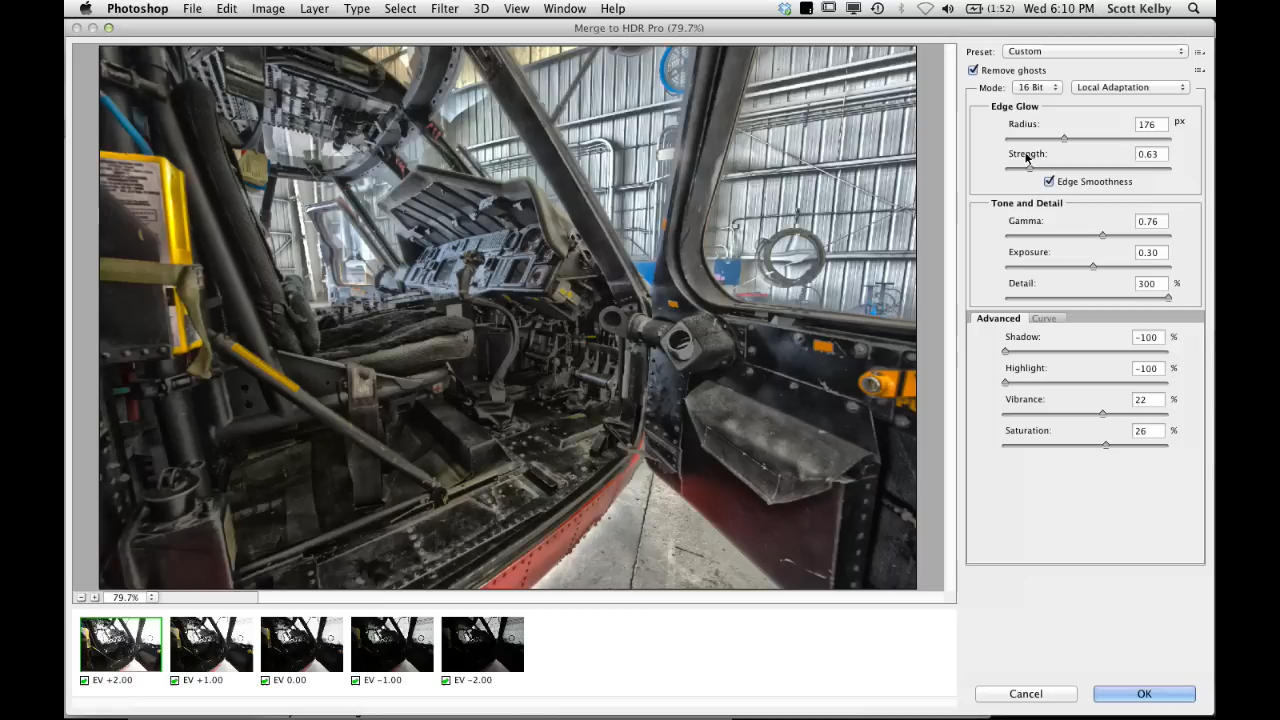 Photoshop File Edit Image Layer Type Select Filter 3D View Window Help (1:52) Wed 6:10 PM Scott Kelby
Merge to HDR Pro (79.7%)
Preset: Custom
Remove ghosts
Mode: 16 Bit Local Adaptation
Edge Glow
Radius: 176 px
Strength: 0.63
Edge Smoothness
Tone and Detail
Gamma: 0.76
Exposure: 0.30
Detail: 300 %
Advanced Curve
Shadow: -100 %
Highlight: -100 %
Vibrance: 22 %
Saturation: 26 %
79.7%
EV +2.00 EV +1.00 EV 0.00 EV -1.00 EV -2.00
Cancel OK